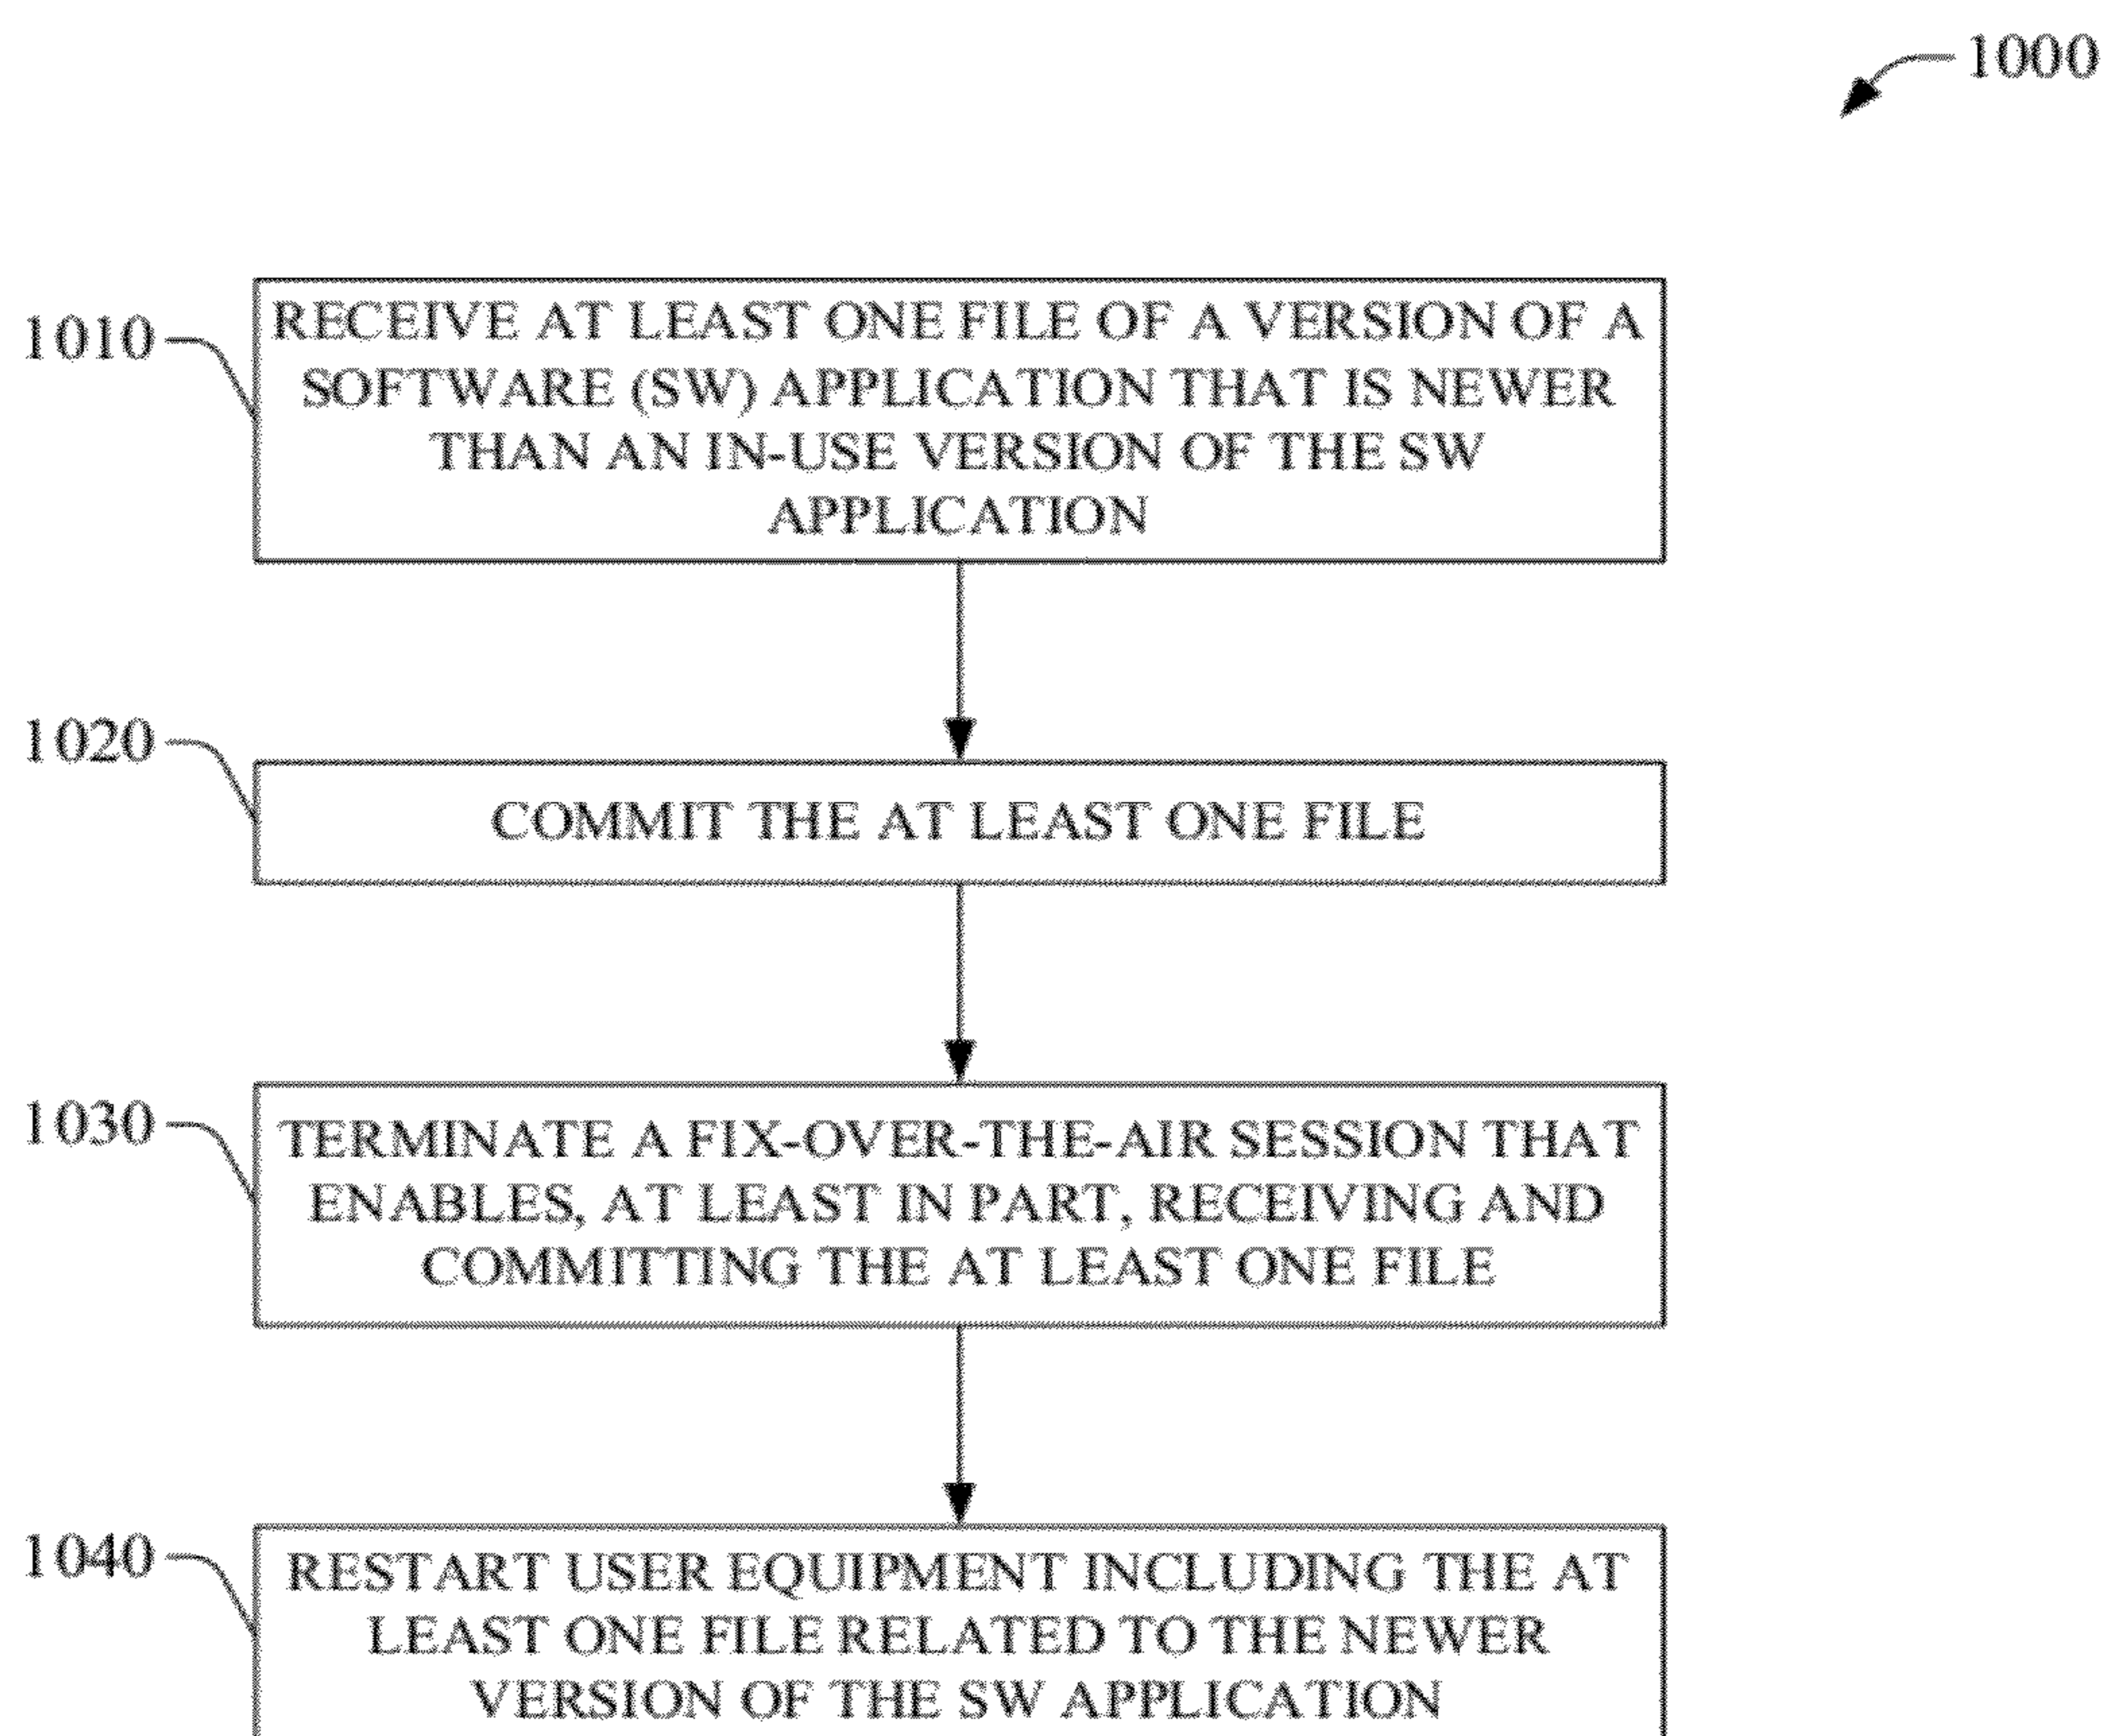 1000
1010
RECEIVE AT LEAST ONE FILE OF A VERSION OF A
SOFTWARE (SW) APPLICATION THAT IS NEWER
THAN AN IN-USE VERSION OF THE SW
APPLICATION
1020
COMMIT THE AT LEAST ONE FILE
1030
TERMINATE A FIX-OVER-THE-AIR SESSION THAT
ENABLES, AT LEAST IN PART, RECEIVING AND
COMMITTING THE AT LEAST ONE FILE
1040
RESTART USER EQUIPMENT INCLUDING THE AT
LEAST ONE FILE RELATED TO THE NEWER
VERSION OF THE SW APPLICATION